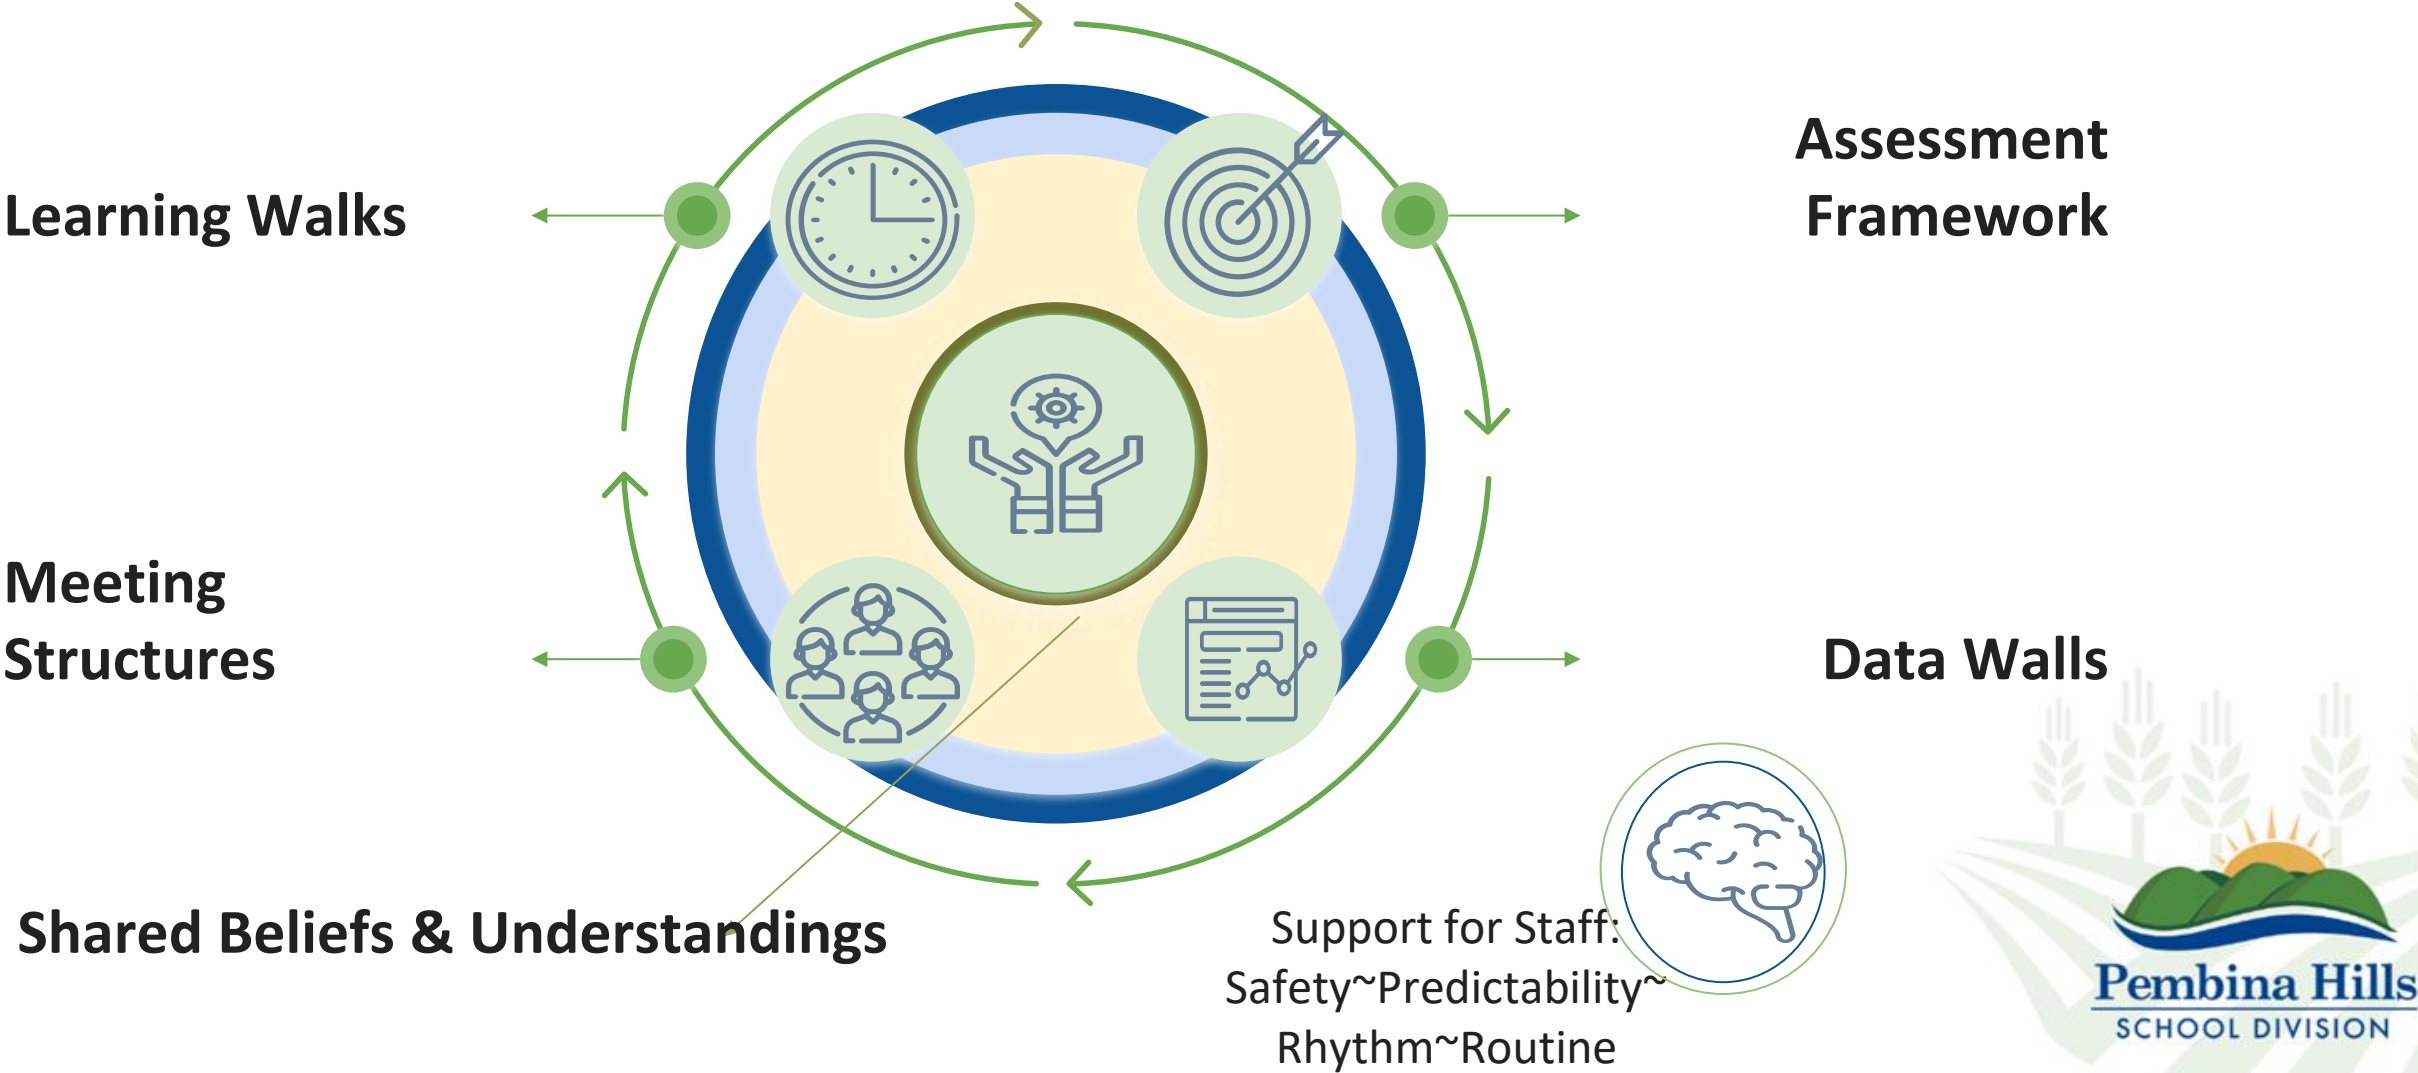 Learning Walks
Assessment
Framework
Meeting
Structures
Data Walls
Shared Beliefs & Understandings
Support for Staff:
Safety~Predictability~
Rhythm~Routine
Pembina Hills
SCHOOL DIVISION